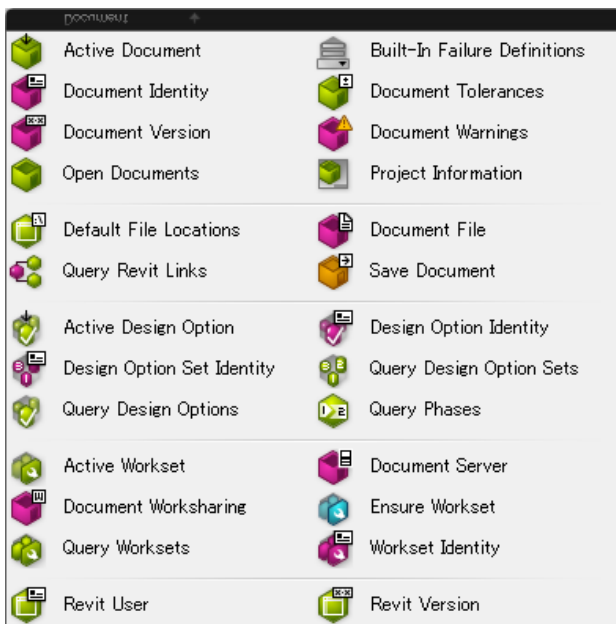 Document
Active Document
Built-In Failure Definitions
Document Identity
Document Tolerances
Document Version
Document Warnings
Open Documents
Project Information
Default File Locations
Document File
Query Revit Links
Save Document
Active Design Option
Design Option Identity
Design Option Set Identity
Query Design Option Sets
Query Design Options
Query Phases
Active Workset
Document Server
Document Worksharing
Ensure Workset
Query Worksets
Workset Identity
Revit User
Revit Version